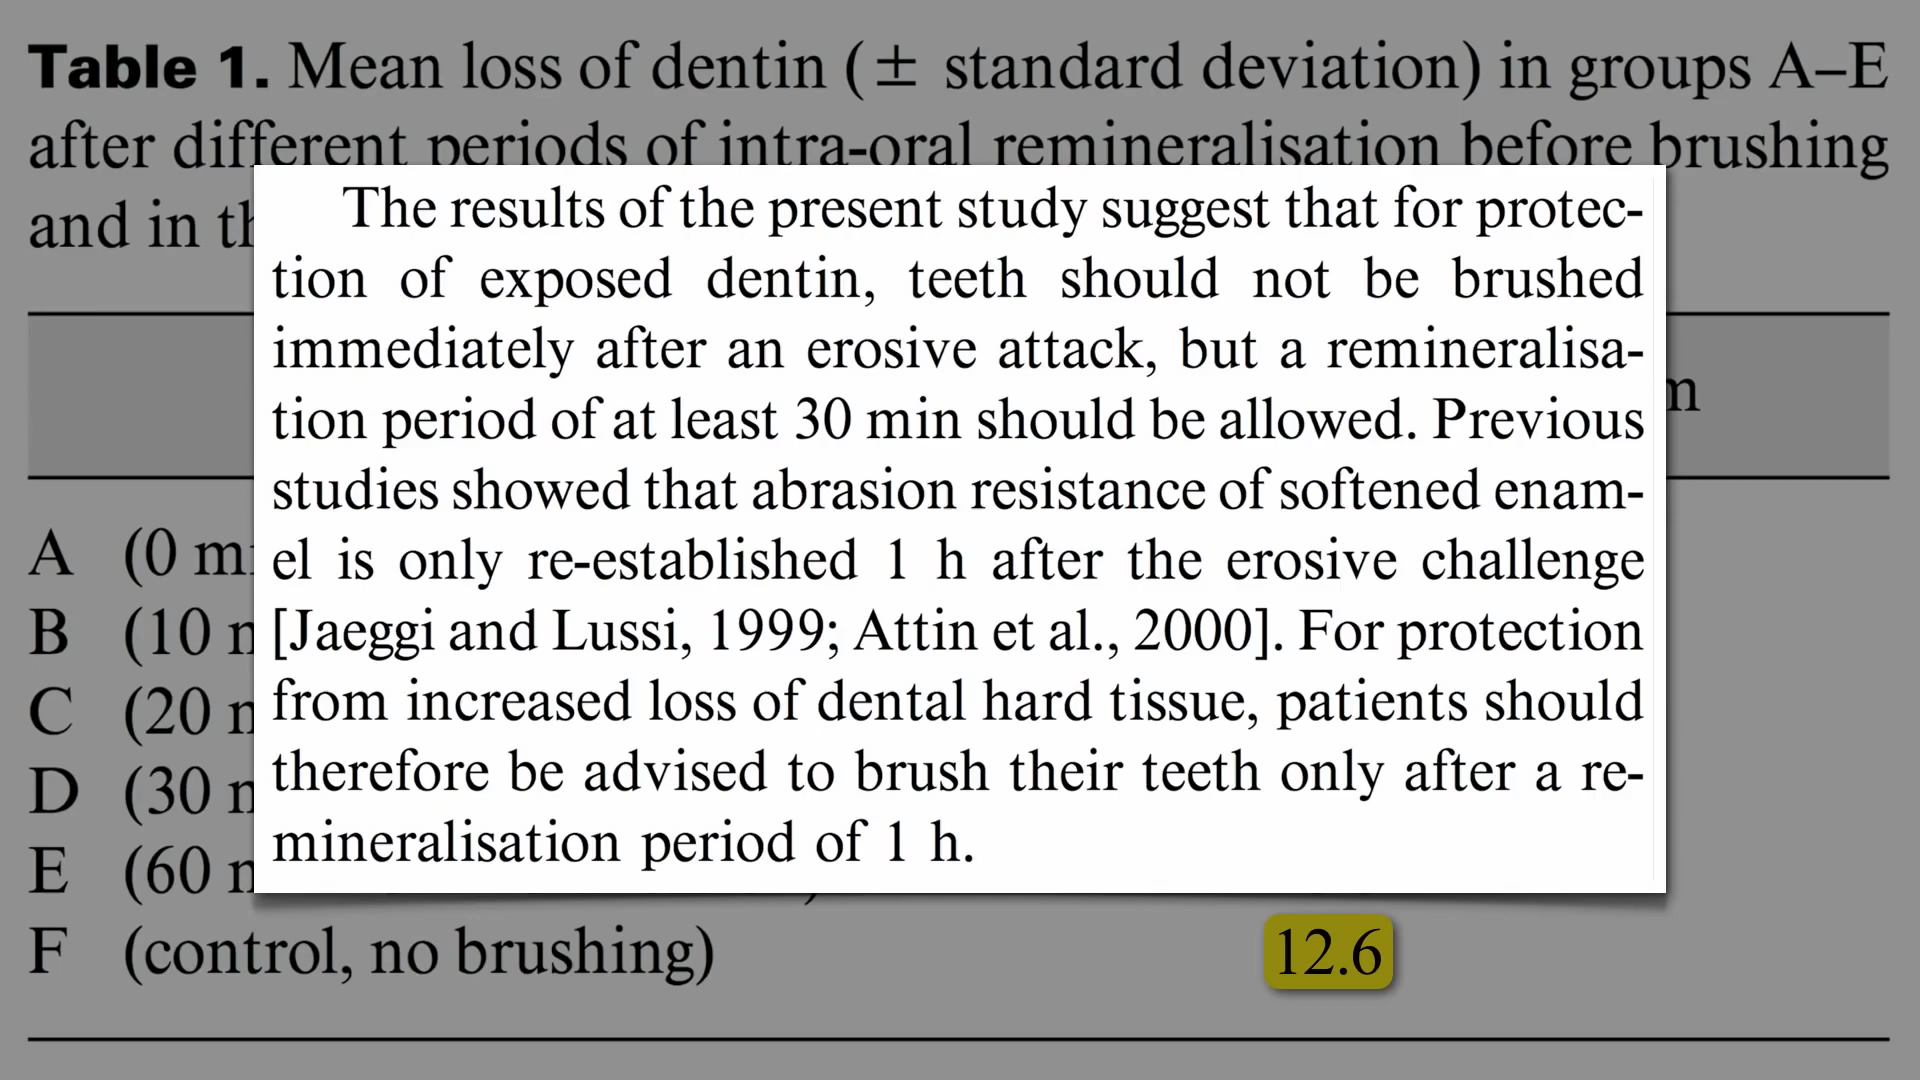 Table 1. Mean loss of dentin (± standard deviation) in groups A–E
after different periods of intra-oral remineralisation before brushing
and in th
The results of the present study suggest that for protec-
tion of exposed dentin, teeth should not be brushed
immediately after an erosive attack, but a remineralisa-
tion period of at least 30 min should be allowed. Previous
studies showed that abrasion resistance of softened enam-
el is only re-established 1 h after the erosive challenge
[Jaeggi and Lussi, 1999; Attin et al., 2000]. For protection
from increased loss of dental hard tissue, patients should
therefore be advised to brush their teeth only after a re-
mineralisation period of 1 h.
A (0 mi
B (10 m
C (20 m
D (30 m
E (60 m
F (control, no brushing) 12.6